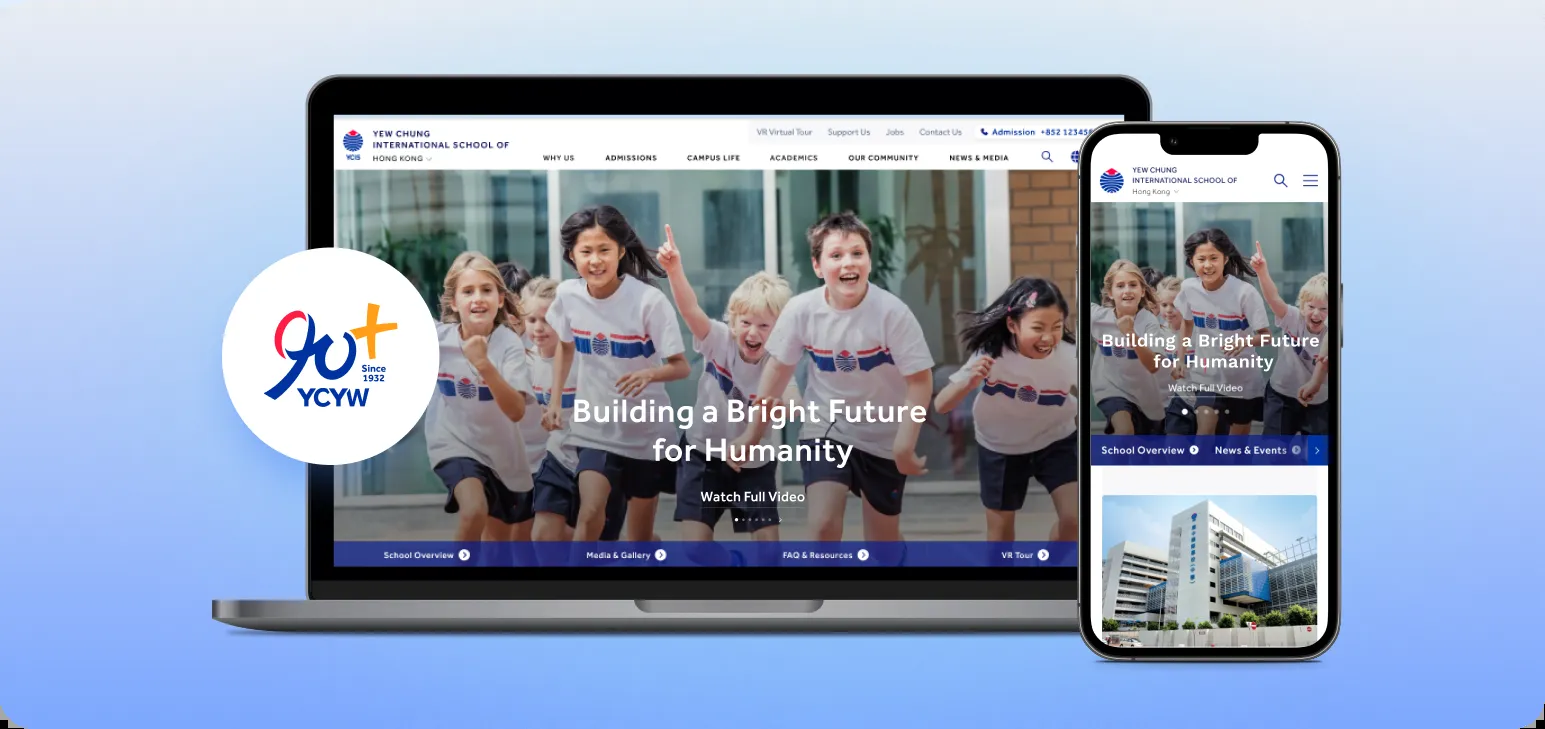 YEW CHUNG
INTERNATIONAL SCHOOL OF
HONG KONG
YCIS
VR Virtual Tour Support Us Jobs Contact Us Admission +852 123456
WHY US ADMISSIONS CAMPUS LIFE ACADEMICS OUR COMMUNITY NEWS & MEDIA
Building a Bright Future
for Humanity
Watch Full Video
School Overview Media & Gallery FAQ & Resources VR Tour
90+
Since
1932
YCYW
YEW CHUNG
INTERNATIONAL SCHOOL OF
Hong Kong
Building a Bright Future
for Humanity
Watch Full Video
School Overview News & Events